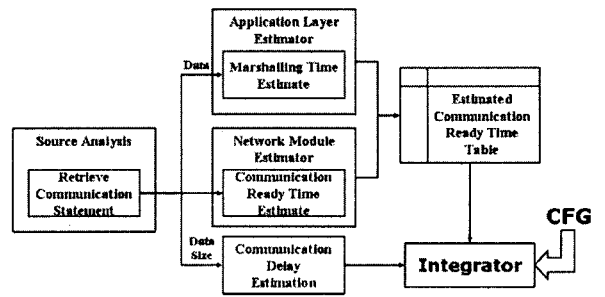 Application Layer
Estimator
Marshalling Time
Estimate
Data
Source Analysis
Retrieve
Communication
Statement
Network Module
Estimator
Communication
Ready Time
Estimate
Estimated
Communication
Ready Time
Table
Data
Size
Communication
Delay
Estimation
Integrator
CFG